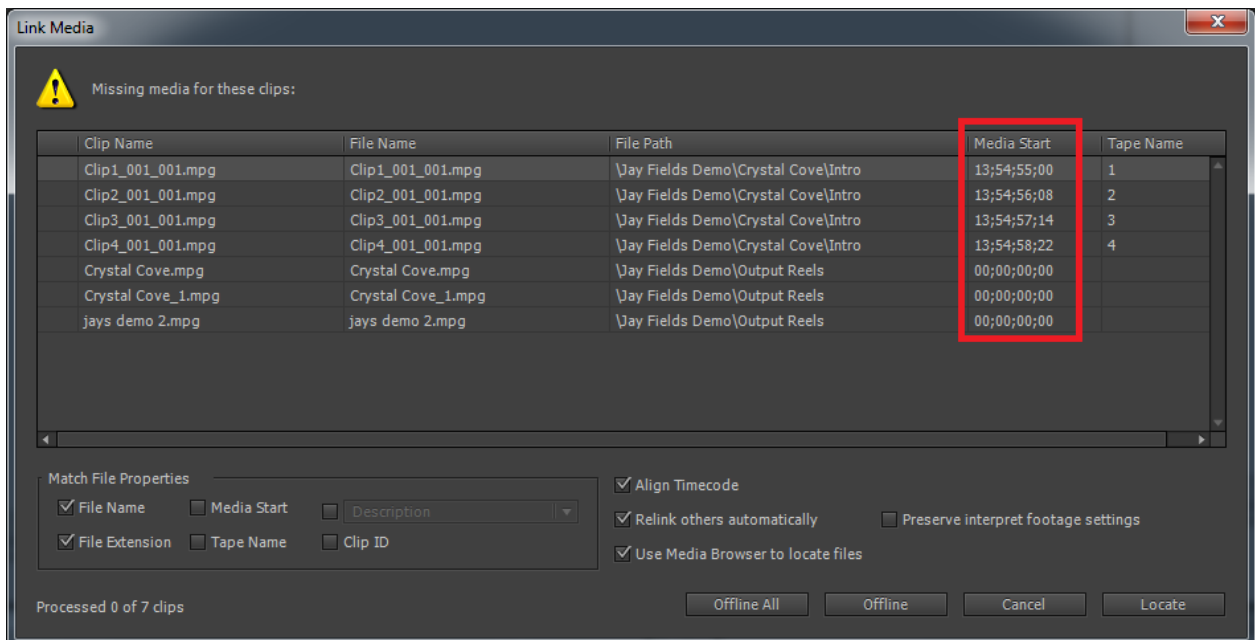 Link Media
Missing media for these clips:
Clip Name File Name File Path Media Start Tape Name
Clip1_001_001.mpg Clip1_001_001.mpg \Jay Fields Demo\Crystal Cove\Intro 13;54;55;00 1
Clip2_001_001.mpg Clip2_001_001.mpg \Jay Fields Demo\Crystal Cove\Intro 13;54;56;08 2
Clip3_001_001.mpg Clip3_001_001.mpg \Jay Fields Demo\Crystal Cove\Intro 13;54;57;14 3
Clip4_001_001.mpg Clip4_001_001.mpg \Jay Fields Demo\Crystal Cove\Intro 13;54;58;22 4
Crystal Cove.mpg Crystal Cove.mpg \Jay Fields Demo\Output Reels 00;00;00;00
Crystal Cove_1.mpg Crystal Cove_1.mpg \Jay Fields Demo\Output Reels 00;00;00;00
jays demo 2.mpg jays demo 2.mpg \Jay Fields Demo\Output Reels 00;00;00;00
Match File Properties
Align Timecode
File Name Media Start Description
Relink others automatically Preserve interpret footage settings
File Extension Tape Name Clip ID
Use Media Browser to locate files
Processed 0 of 7 clips Offline All Offline Cancel Locate